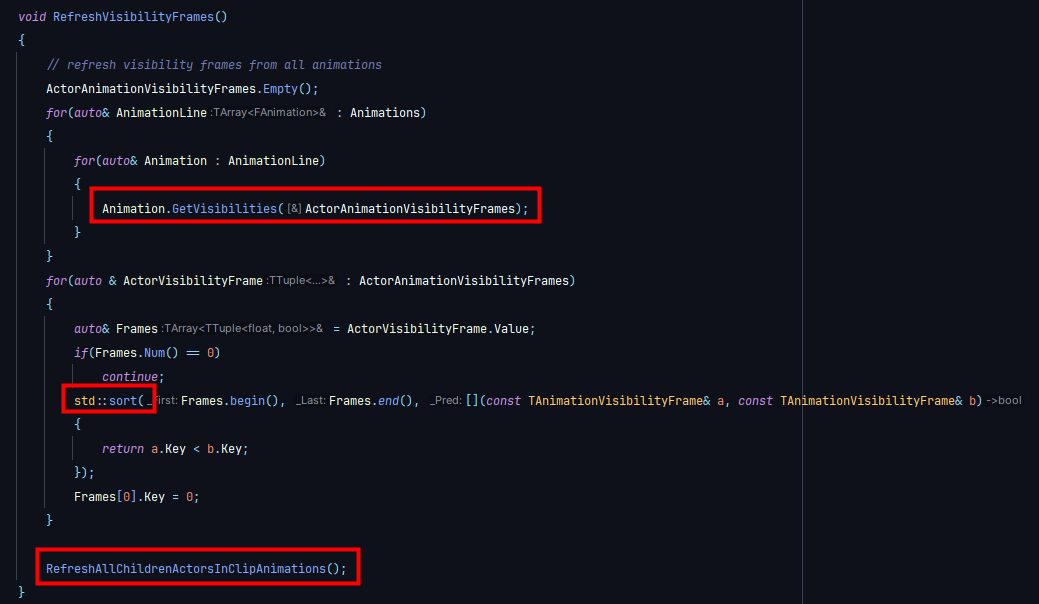 void RefreshVisibilityFrames()
{
// refresh visibility frames from all animations
ActorAnimationVisibilityFrames.Empty();
for(auto& AnimationLine :TArray<FAnimation>& : Animations)
{
for(auto& Animation : AnimationLine)
{
Animation.GetVisibilities( [&] ActorAnimationVisibilityFrames);
}
}
for(auto & ActorVisibilityFrame :TTuple<...>& : ActorAnimationVisibilityFrames)
{
auto& Frames :TArray<TTuple<float, bool>>& = ActorVisibilityFrame.Value;
if(Frames.Num() == 0)
continue;
std::sort( _First: Frames.begin(), _Last: Frames.end(), _Pred: [](const TAnimationVisibilityFrame& a, const TAnimationVisibilityFrame& b) ->bool
{
return a.Key < b.Key;
});
Frames[0].Key = 0;
}
RefreshAllChildrenActorsInClipAnimations();
}